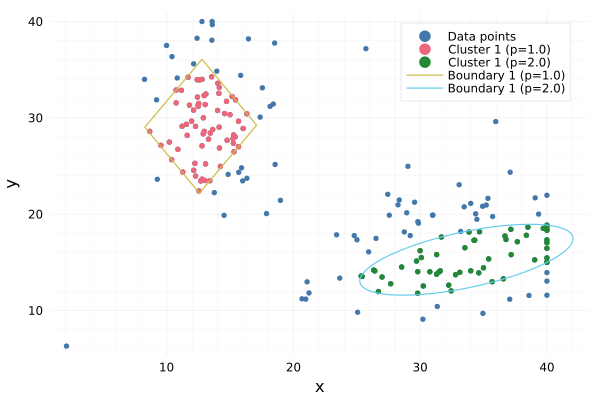 40
30
20
10
10
20
30
40
x
y
Data points
Cluster 1 (p=1.0)
Cluster 1 (p=2.0)
Boundary 1 (p=1.0)
Boundary 1 (p=2.0)